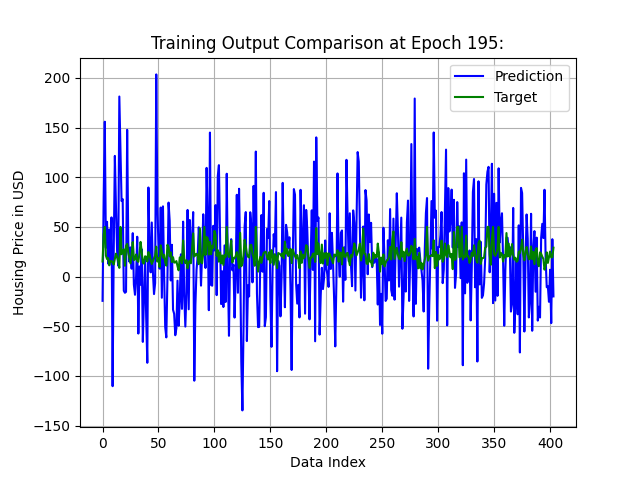 Training Output Comparison at Epoch 195:
Prediction
Target
Housing Price in USD
200
150
100
50
0
−50
−100
−150
0 50 100 150 200 250 300 350 400
Data Index